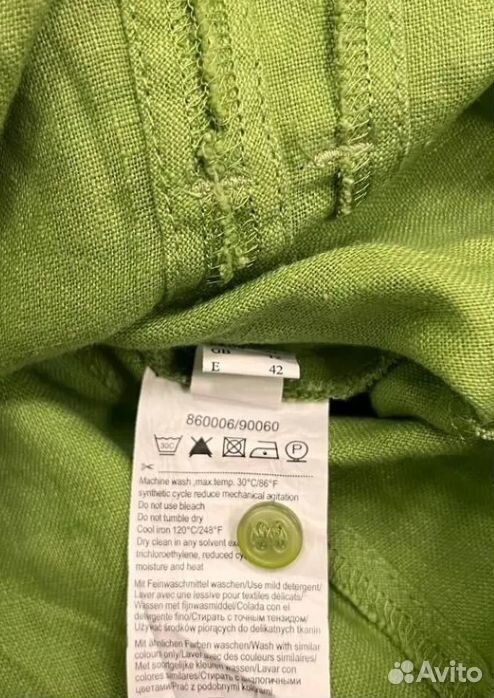 E 42
860006/90060
30C
P
Machine wash ,max.temp. 30°C/86°F
synthetic cycle reduce mechanical agitation
Do not use bleach
Do not tumble dry
Cool iron 120°C/248°F
Dry clean in any solvent
trichloroethylene, reduced
moisture and heat
Mit Feinwaschmittel waschen/Use mild detergent/
Laver avec une lessive pour textiles délicats/
Wassen met fijnwasmiddel/Colada con el
detergente fino/Стирать с точным тензидом/
Używać środków piorących do delikatnych tkanin
Mit ähnlichen Farben waschen/Wash with similar
colours only/Laver avec des couleurs similaires/
Met soortgelijke kleuren wassen/Lavar con
colores similares/Стирать с
цветами/Prać z podobnymi
Avito